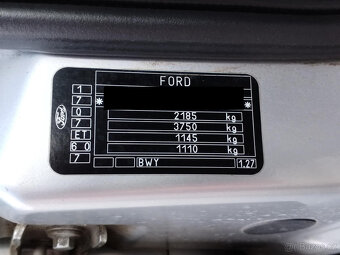 FORD
* *
2185 kg
3750 kg
1145 kg
1110 kg
BWY 1.27
1
7
0
7
ET
6 0
7
Ford